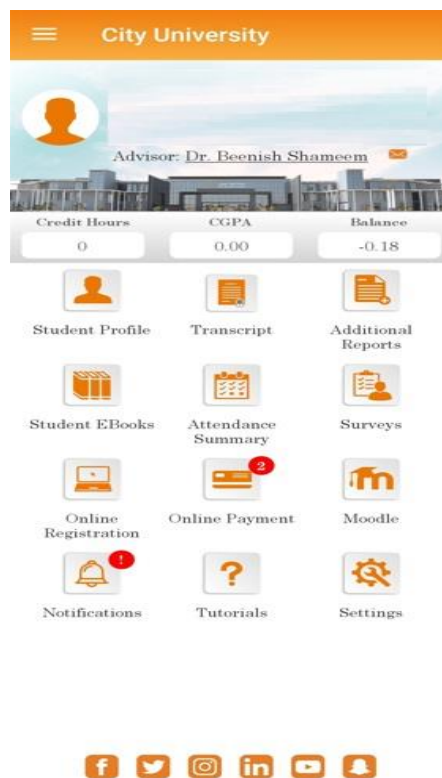 City University
Advisor: Dr. Beenish Shameem
Credit Hours CGPA Balance
0 0.00 -0.18
Student Profile Transcript Additional
Reports
Student EBooks Attendance Surveys
Summary
2
Online Online Payment Moodle
Registration
!
Notifications Tutorials Settings